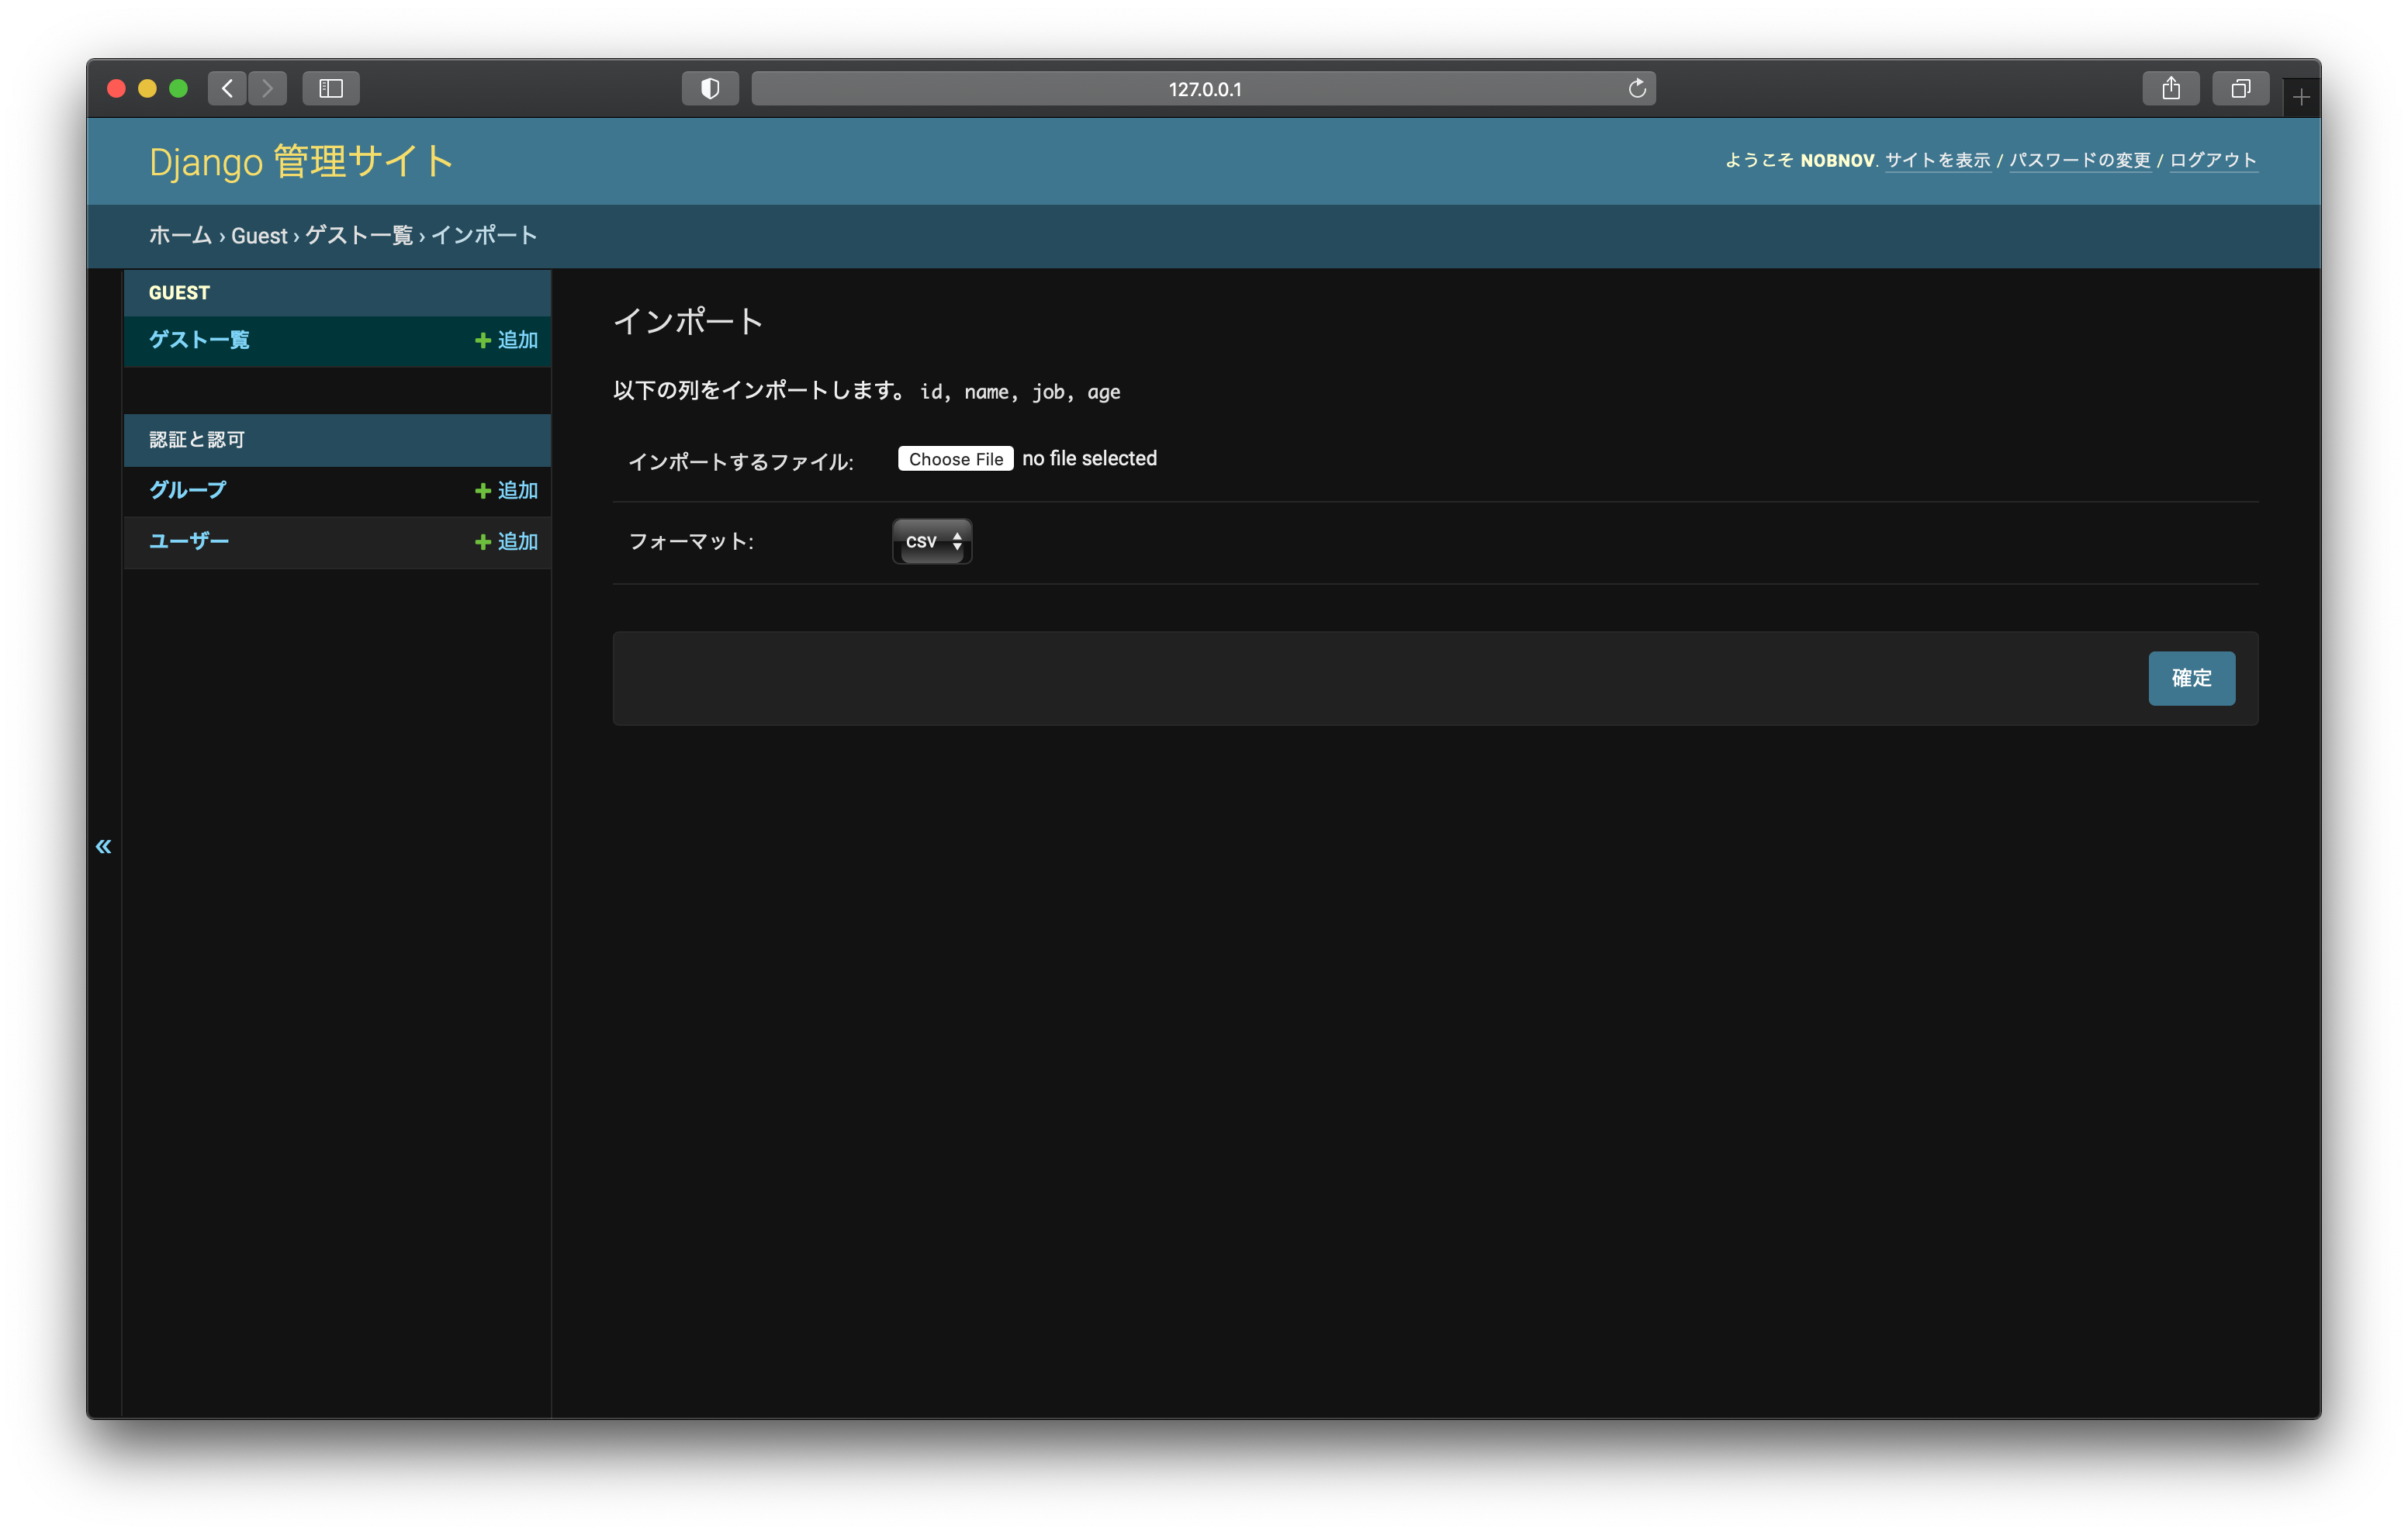 127.0.0.1
Django 管理サイト
ようこそ NOBNOV. サイトを表示 / パスワードの変更 / ログアウト
ホーム › Guest › ゲスト一覧 › インポート
GUEST
ゲスト一覧 追加
認証と認可
グループ 追加
ユーザー 追加
«
インポート
以下の列をインポートします。 id, name, job, age
インポートするファイル: Choose File no file selected
フォーマット: CSV
確定